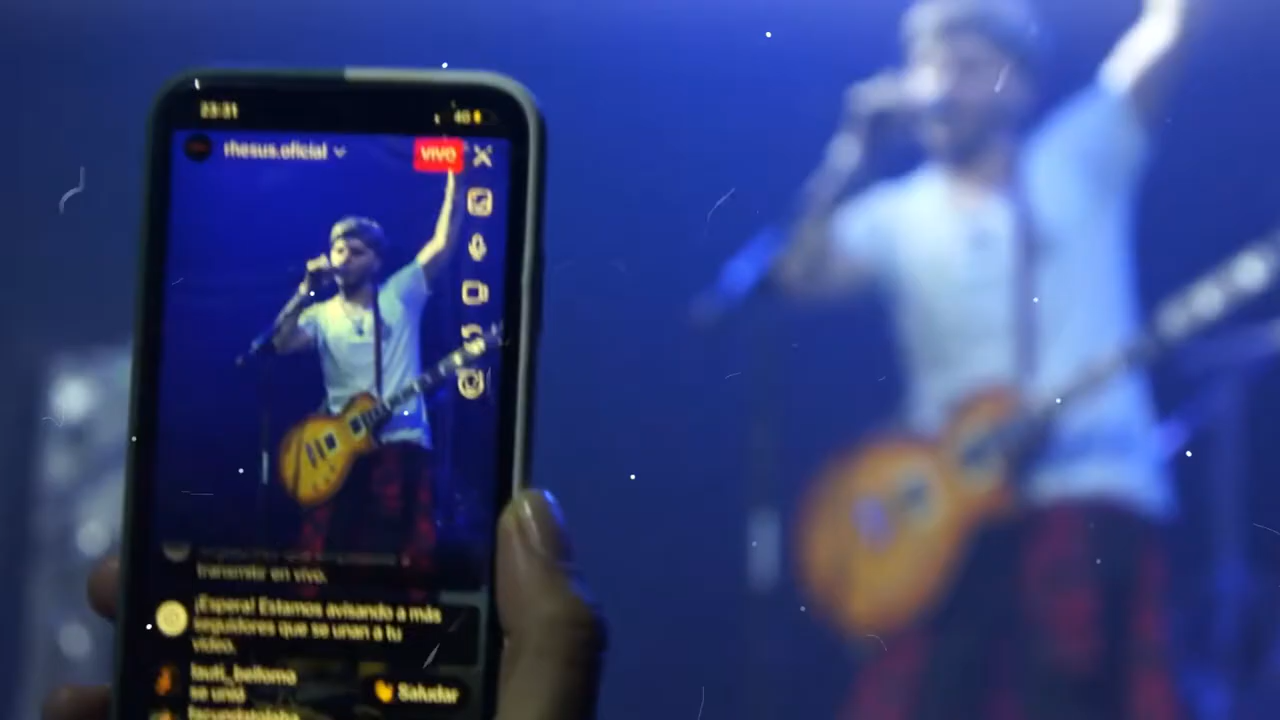 23:31
4G
rhesus.oficial
VIVO
transmitir en vivo.
¡Espera! Estamos avisando a más
seguidores que se unan a tu
video.
lauti_bellomo
se unió
Saludar